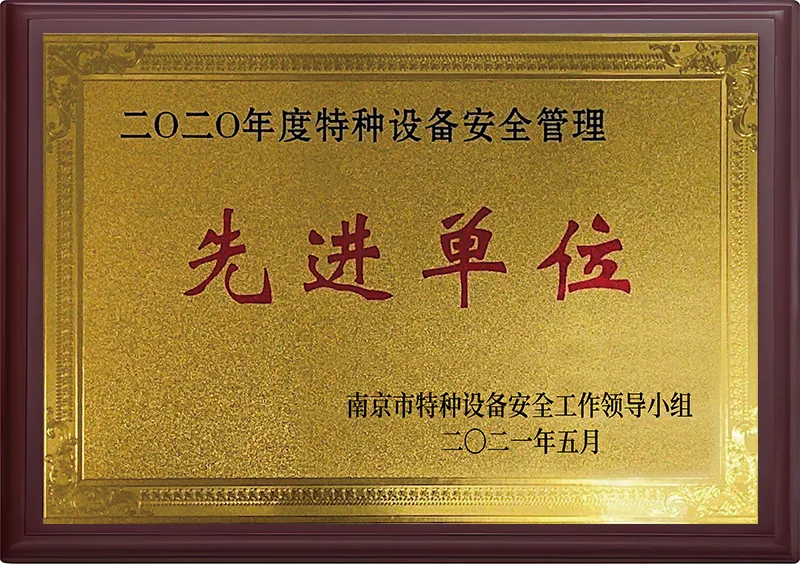 二〇二〇年度特种设备安全管理
先进单位
南京市特种设备安全工作领导小组
二〇二一年五月